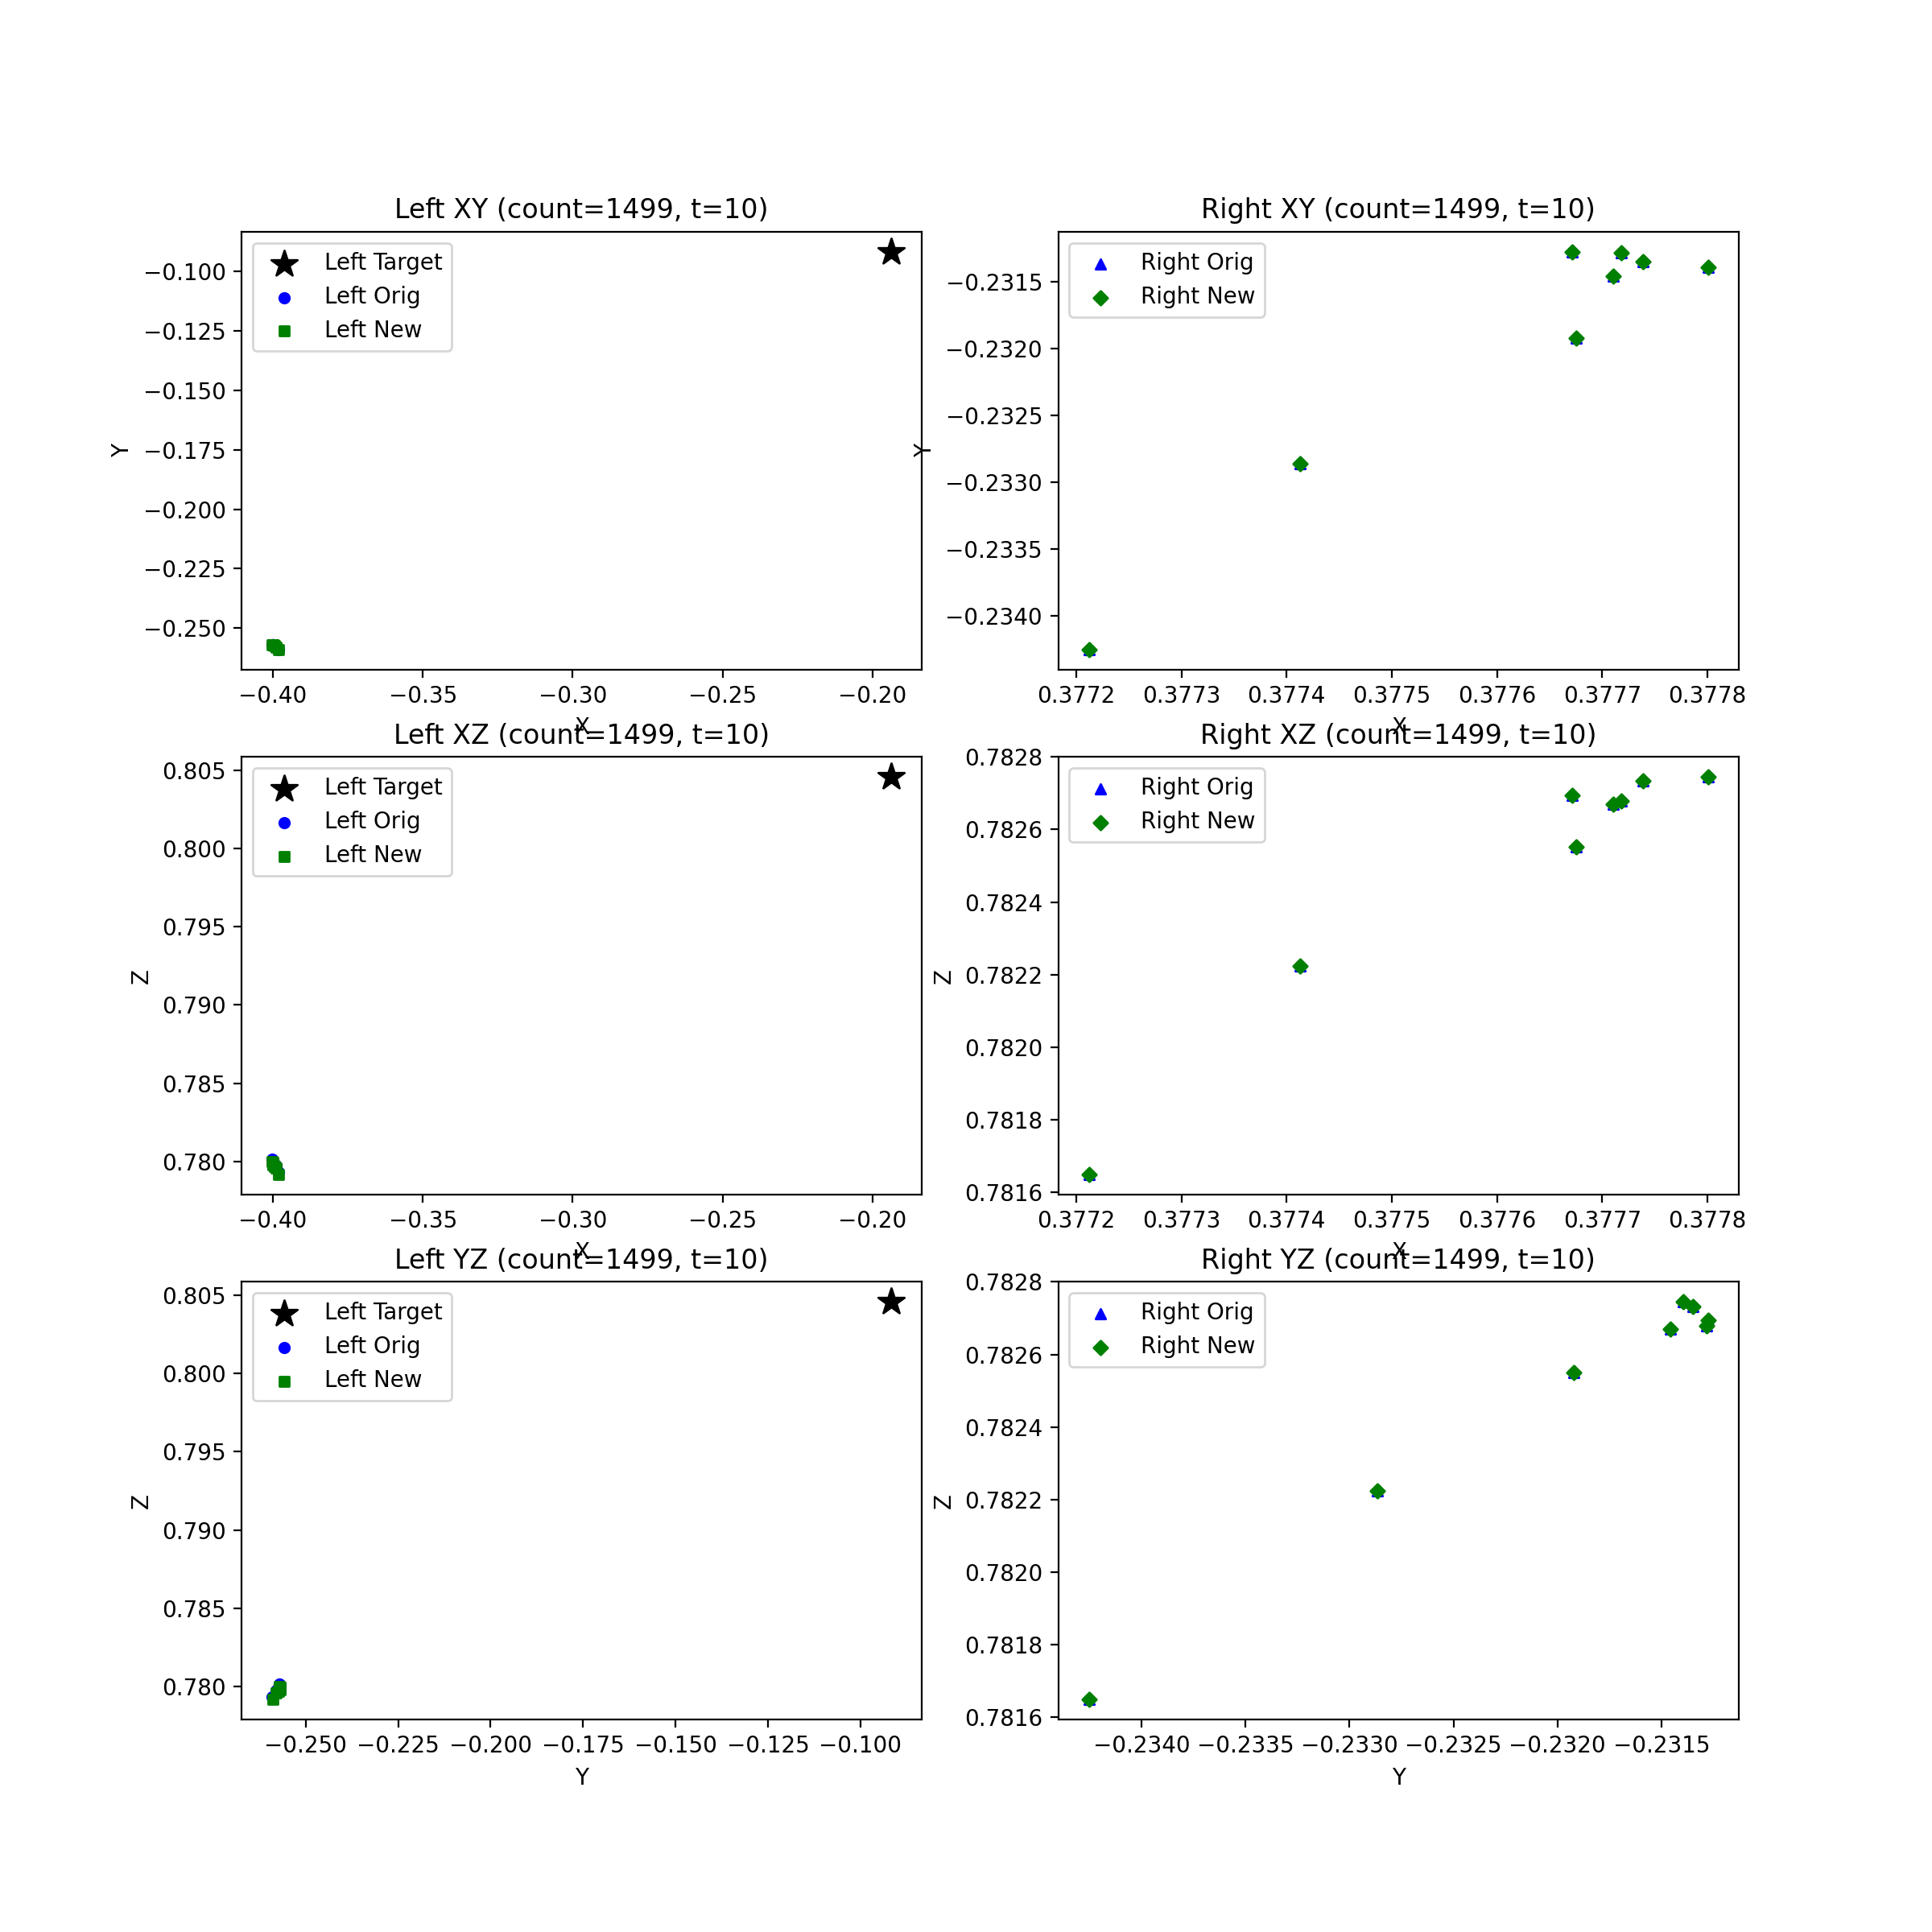 Left XY (count=1499, t=10)
Left Target
Left Orig
Left New
−0.100
−0.125
−0.150
−0.175
−0.200
−0.225
−0.250
Y
−0.40
−0.35
−0.30
−0.25
−0.20
X
Right XY (count=1499, t=10)
Right Orig
Right New
−0.2315
−0.2320
−0.2325
−0.2330
−0.2335
−0.2340
Y
0.3772
0.3773
0.3774
0.3775
0.3776
0.3777
0.3778
X
Left XZ (count=1499, t=10)
Left Target
Left Orig
Left New
0.805
0.800
0.795
0.790
0.785
0.780
Z
−0.40
−0.35
−0.30
−0.25
−0.20
X
Right XZ (count=1499, t=10)
Right Orig
Right New
0.7828
0.7826
0.7824
0.7822
0.7820
0.7818
0.7816
Z
0.3772
0.3773
0.3774
0.3775
0.3776
0.3777
0.3778
X
Left YZ (count=1499, t=10)
Left Target
Left Orig
Left New
0.805
0.800
0.795
0.790
0.785
0.780
Z
−0.250
−0.225
−0.200
−0.175
−0.150
−0.125
−0.100
Y
Right YZ (count=1499, t=10)
Right Orig
Right New
0.7828
0.7826
0.7824
0.7822
0.7820
0.7818
0.7816
Z
−0.2340
−0.2335
−0.2330
−0.2325
−0.2320
−0.2315
Y